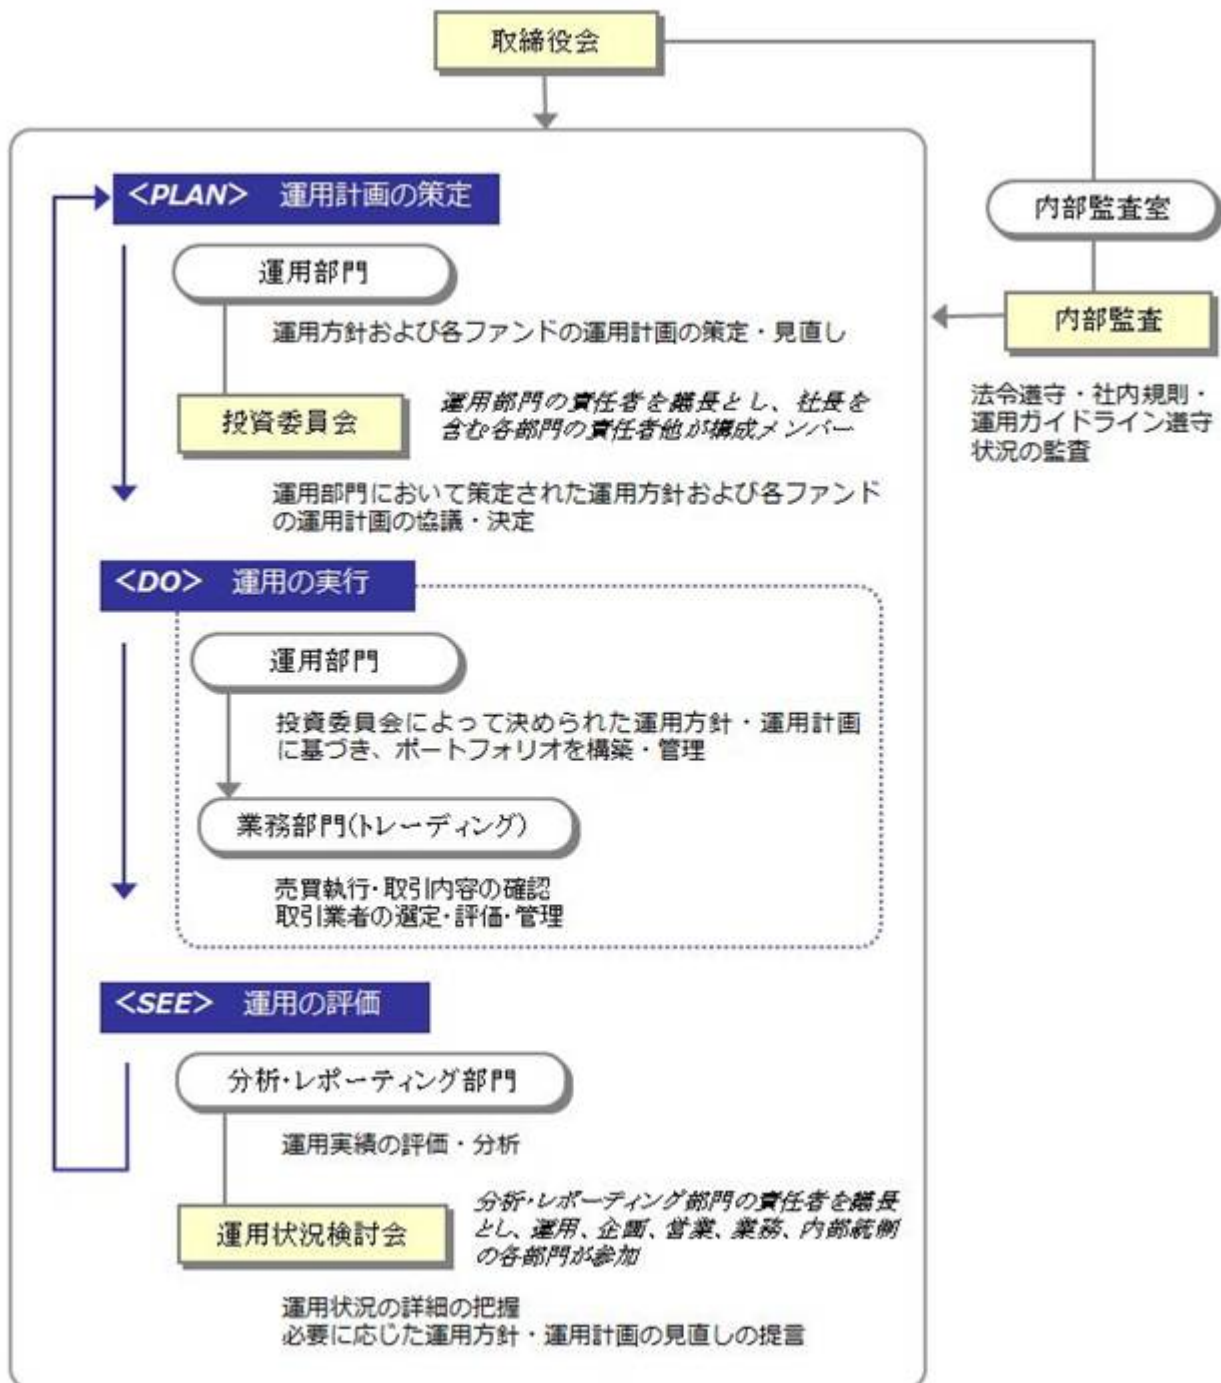 取締役会
<PLAN> 運用計画の策定
運用部門
運用方針および各ファンドの運用計画の策定・見直し
投資委員会
運用部門の責任者を議長とし、社長を
含む各部門の責任者他が構成メンバー
運用部門において策定された運用方針および各ファンド
の運用計画の協議・決定
内部監査室
内部監査
法令遵守・社内規則・
運用ガイドライン遵守
状況の監査
<DO> 運用の実行
運用部門
投資委員会によって決められた運用方針・運用計画
に基づき、ポートフォリオを構築・管理
業務部門(トレーディング)
売買執行・取引内容の確認
取引業者の選定・評価・管理
<SEE> 運用の評価
分析・レポーティング部門
運用実績の評価・分析
運用状況検討会
分析・レポーティング部門の責任者を議長
とし、運用、企画、営業、業務、内部統制
の各部門が参加
運用状況の詳細の把握
必要に応じた運用方針・運用計画の見直しの提言